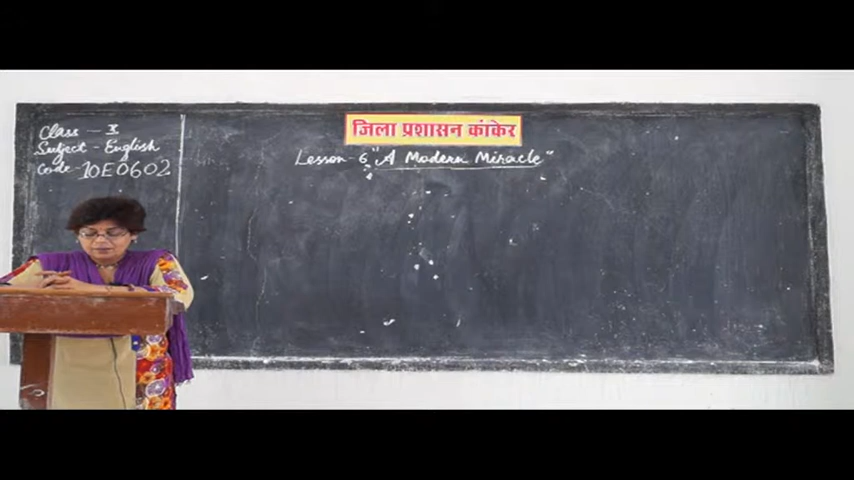 Class - X
Subject - English
Code - 10E0602
जिला प्रशासन कांकेर
Lesson - 6 "A Modern Miracle"